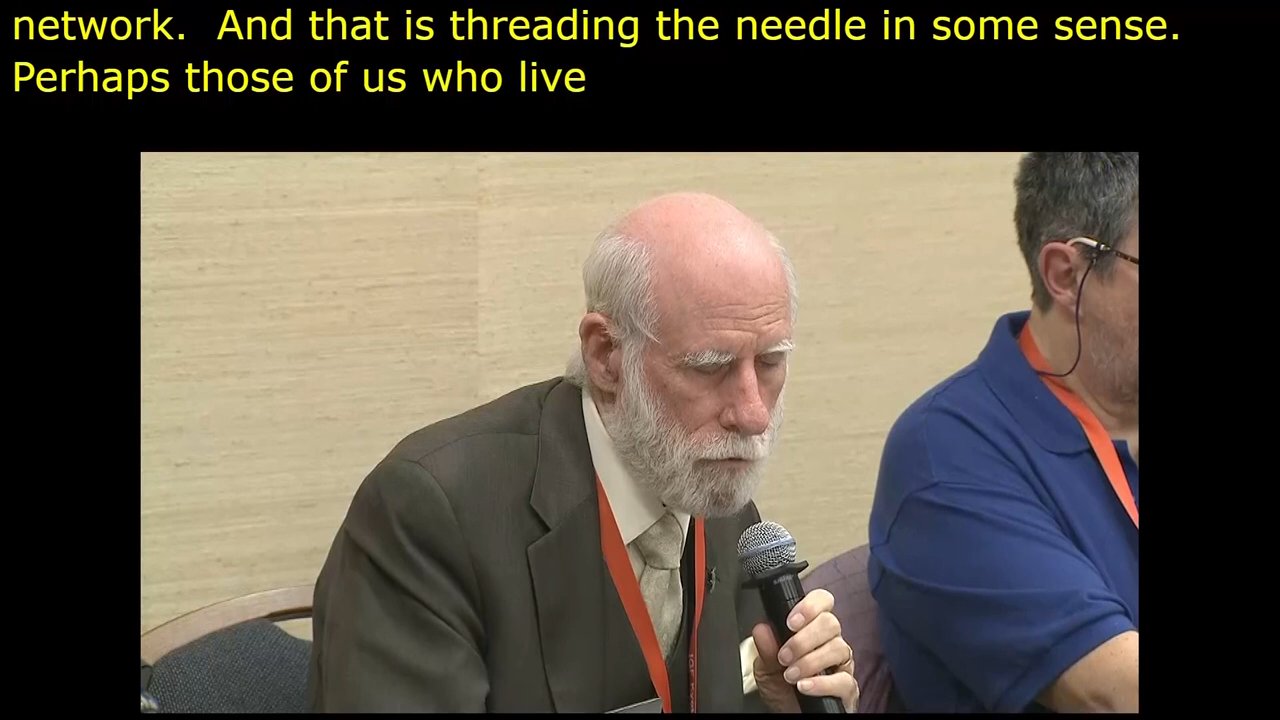 network.  And that is threading the needle in some sense.
Perhaps those of us who live